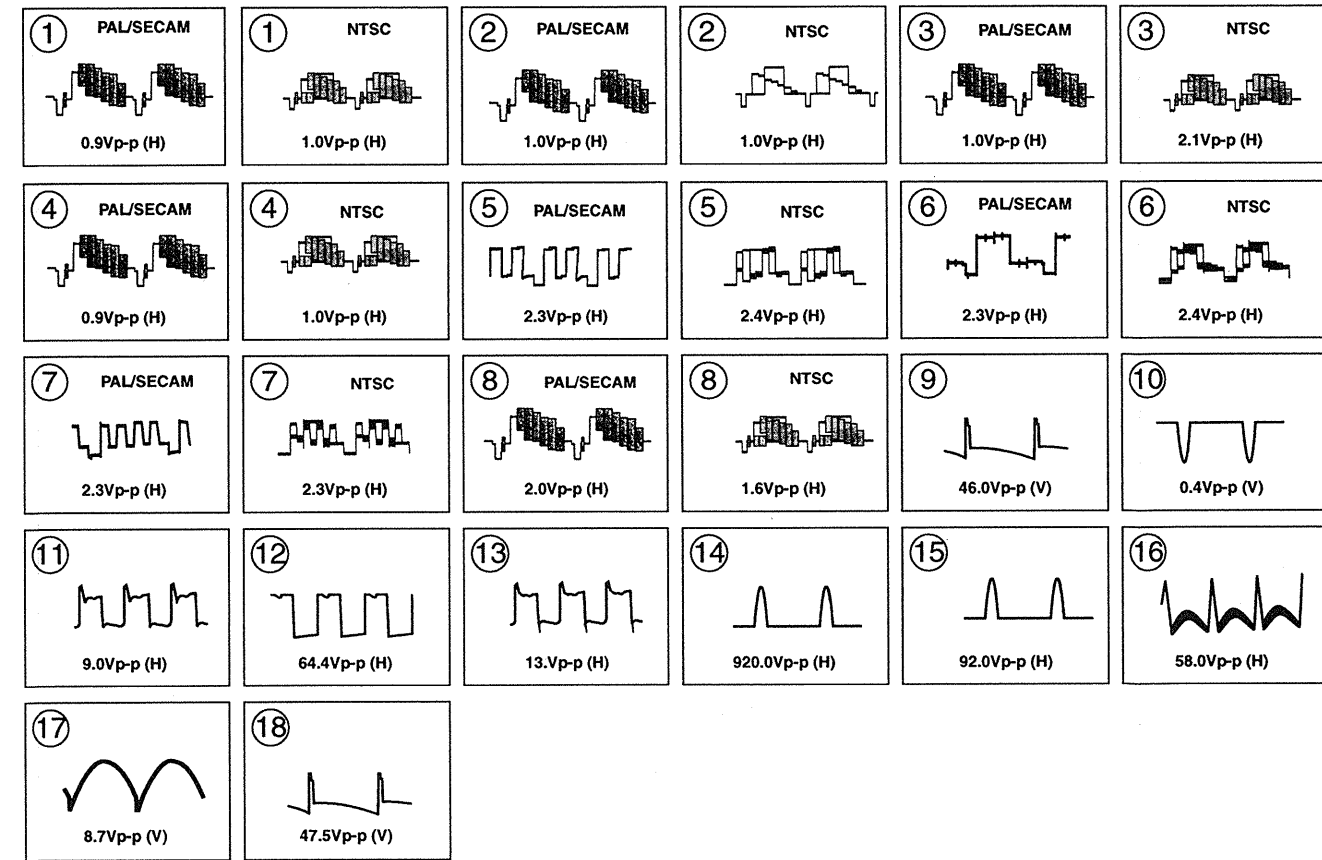 ① PAL/SECAM
0.9Vp-p (H)
① NTSC
1.0Vp-p (H)
② PAL/SECAM
1.0Vp-p (H)
② NTSC
1.0Vp-p (H)
③ PAL/SECAM
1.0Vp-p (H)
③ NTSC
2.1Vp-p (H)
④ PAL/SECAM
0.9Vp-p (H)
④ NTSC
1.0Vp-p (H)
⑤ PAL/SECAM
2.3Vp-p (H)
⑤ NTSC
2.4Vp-p (H)
⑥ PAL/SECAM
2.3Vp-p (H)
⑥ NTSC
2.4Vp-p (H)
⑦ PAL/SECAM
2.3Vp-p (H)
⑦ NTSC
2.3Vp-p (H)
⑧ PAL/SECAM
2.0Vp-p (H)
⑧ NTSC
1.6Vp-p (H)
⑨
46.0Vp-p (V)
⑩
0.4Vp-p (V)
⑪
9.0Vp-p (H)
⑫
64.4Vp-p (H)
⑬
13.Vp-p (H)
⑭
920.0Vp-p (H)
⑮
92.0Vp-p (H)
⑯
58.0Vp-p (H)
⑰
8.7Vp-p (V)
⑱
47.5Vp-p (V)